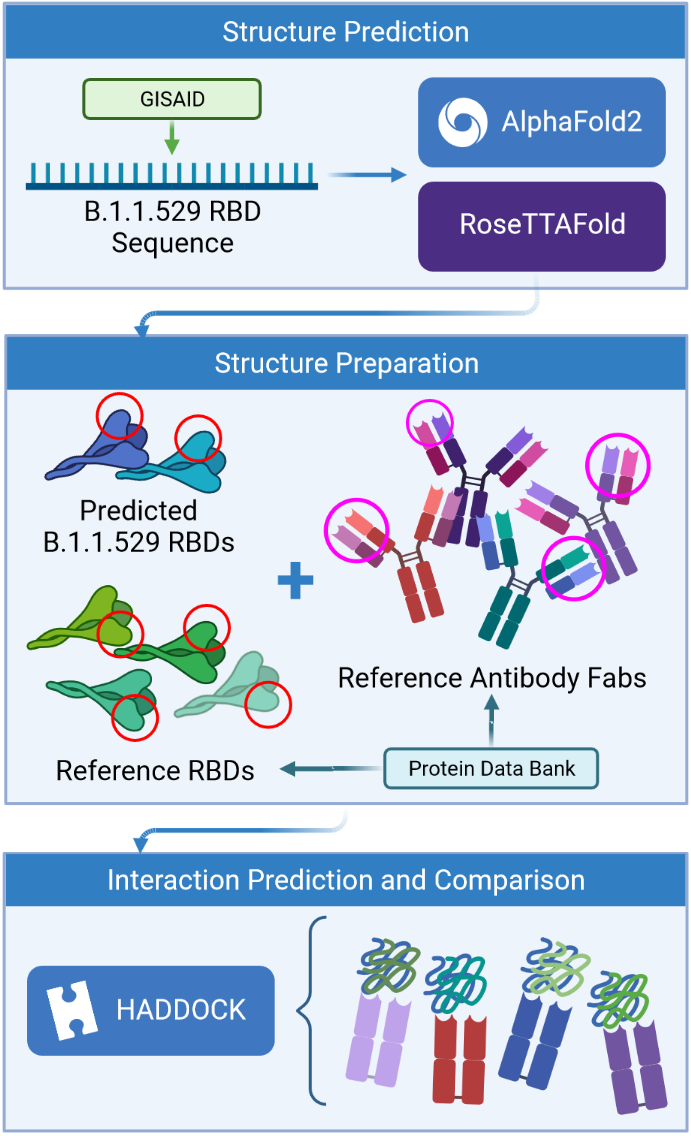 Structure Prediction
GISAID
B.1.1.529 RBD
Sequence
AlphaFold2
RoseTTAFold
Structure Preparation
Predicted
B.1.1.529 RBDs
Reference Antibody Fabs
Reference RBDs
Protein Data Bank
Interaction Prediction and Comparison
HADDOCK